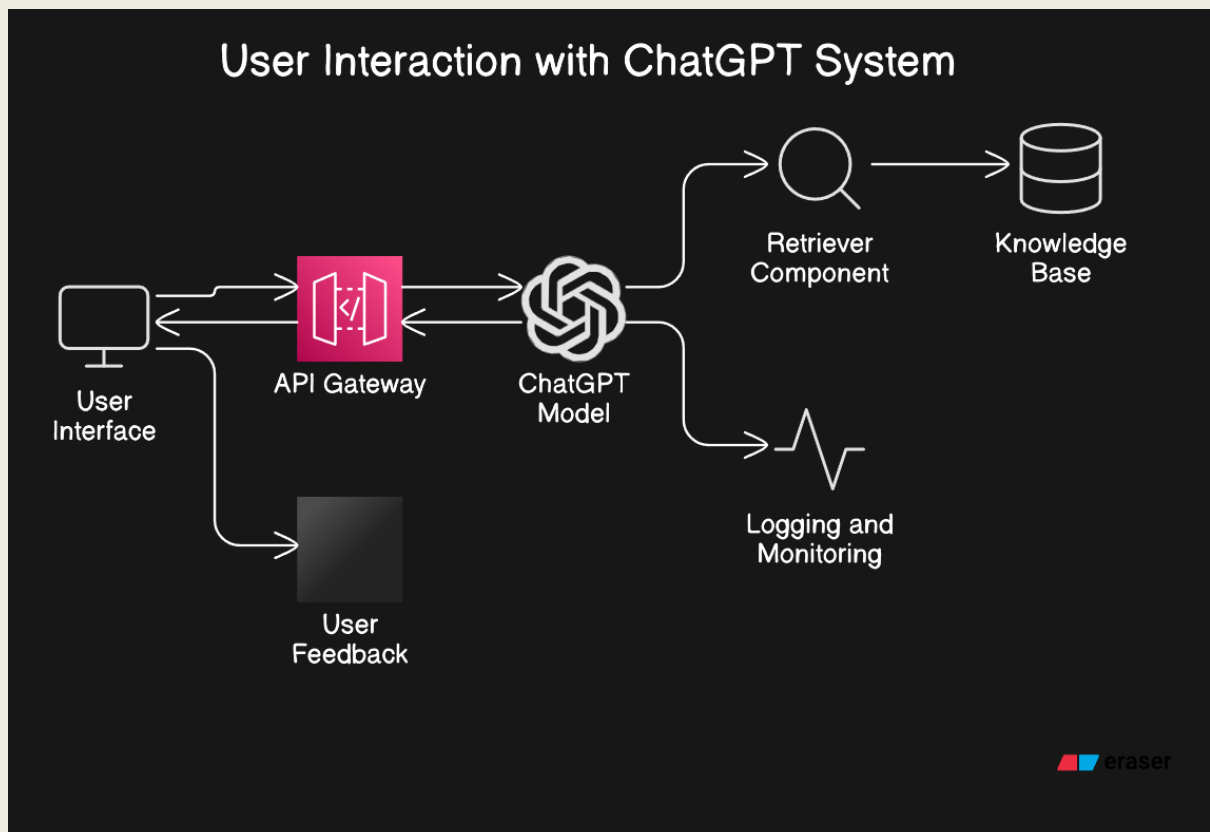 User Interaction with ChatGPT System
Retriever
Component
Knowledge
Base
</>
API Gateway
ChatGPT
Model
User
Interface
Logging and
Monitoring
User
Feedback
eraser